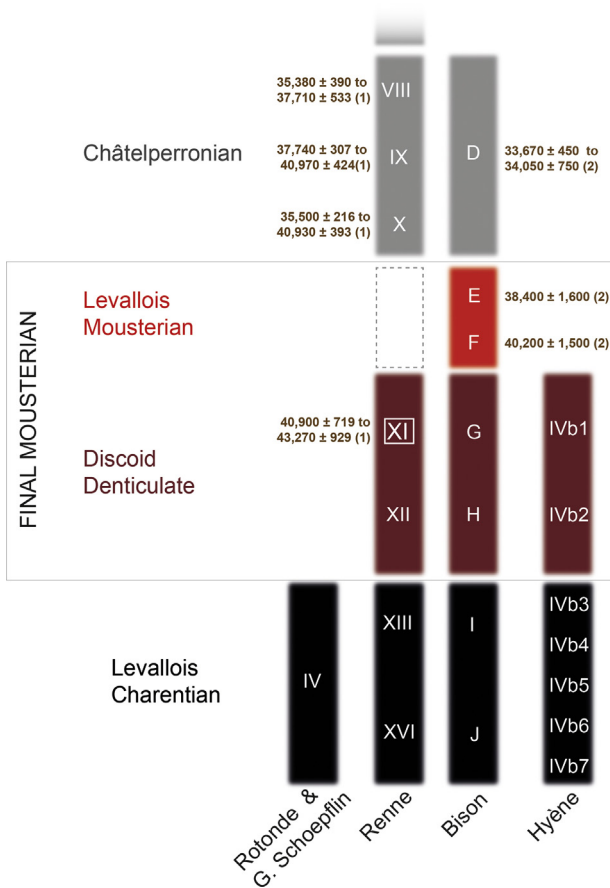 35,380 ± 390 to
37,710 ± 533 (1)
VIII
Châtelperronian
37,740 ± 307 to
40,970 ± 424(1)
IX
D
33,670 ± 450 to
34,050 ± 750 (2)
35,500 ± 216 to
40,930 ± 393 (1)
X
FINAL MOUSTERIAN
Levallois
Mousterian
E
38,400 ± 1,600 (2)
F
40,200 ± 1,500 (2)
Discoid
Denticulate
40,900 ± 719 to
43,270 ± 929 (1)
XI
G
IVb1
XII
H
IVb2
Levallois
Charentian
IV
XIII
XVI
I
J
IVb3
IVb4
IVb5
IVb6
IVb7
Rotonde &
G. Schoepflin
Renne
Bison
Hyène